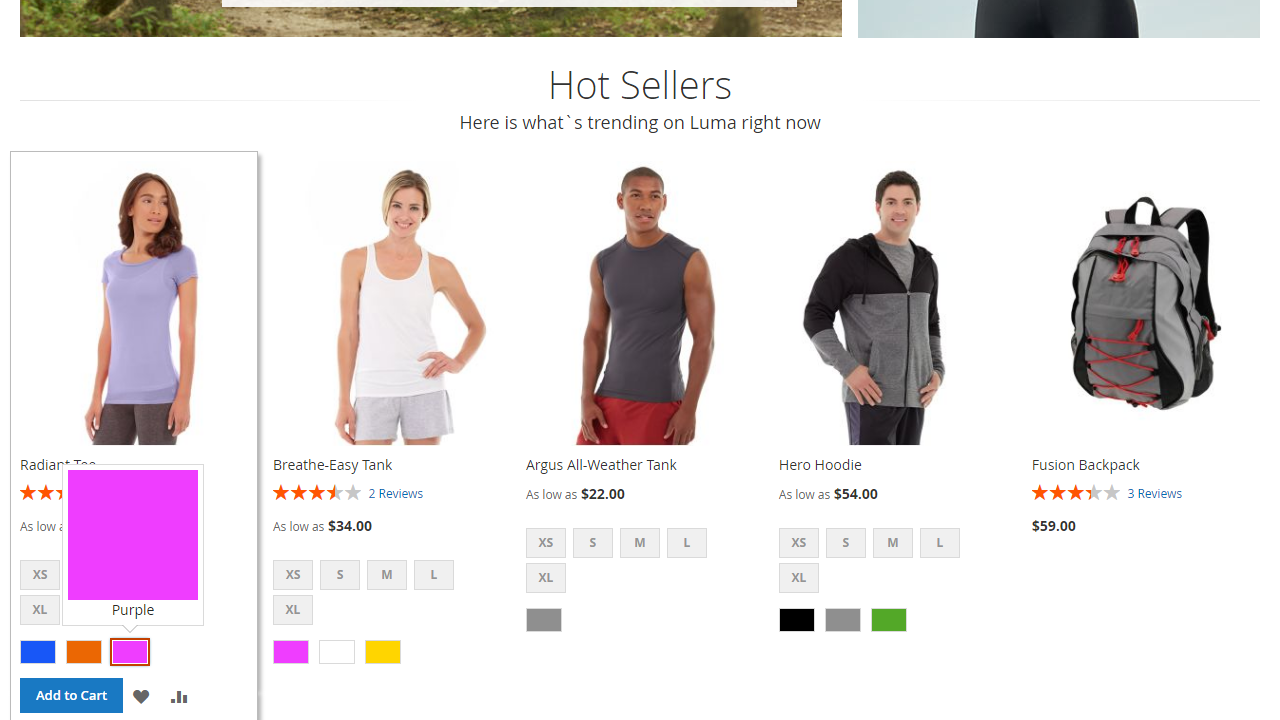 Hot Sellers
Here is what`s trending on Luma right now
Radiant Tee
As low a
XS
XL
Purple
Add to Cart
Breathe-Easy Tank
2 Reviews
As low as $34.00
XS S M L
XL
Argus All-Weather Tank
As low as $22.00
XS S M L
XL
Hero Hoodie
As low as $54.00
XS S M L
XL
Fusion Backpack
3 Reviews
$59.00